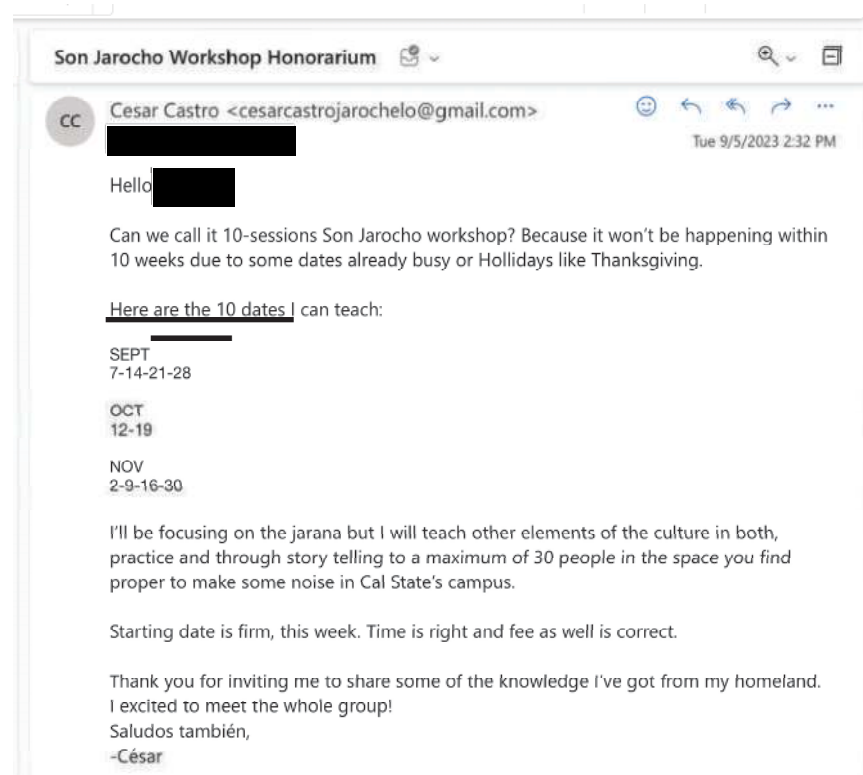 Son Jarocho Workshop Honorarium
CC
Cesar Castro <cesarcastrojarochelo@gmail.com>
Tue 9/5/2023 2:32 PM
Hello
Can we call it 10-sessions Son Jarocho workshop? Because it won't be happening within
10 weeks due to some dates already busy or Hollidays like Thanksgiving.
Here are the 10 dates I can teach:
SEPT
7-14-21-28
OCT
12-19
NOV
2-9-16-30
I'll be focusing on the jarana but I will teach other elements of the culture in both,
practice and through story telling to a maximum of 30 people in the space you find
proper to make some noise in Cal State's campus.
Starting date is firm, this week. Time is right and fee as well is correct.
Thank you for inviting me to share some of the knowledge I've got from my homeland.
I excited to meet the whole group!
Saludos también,
-César